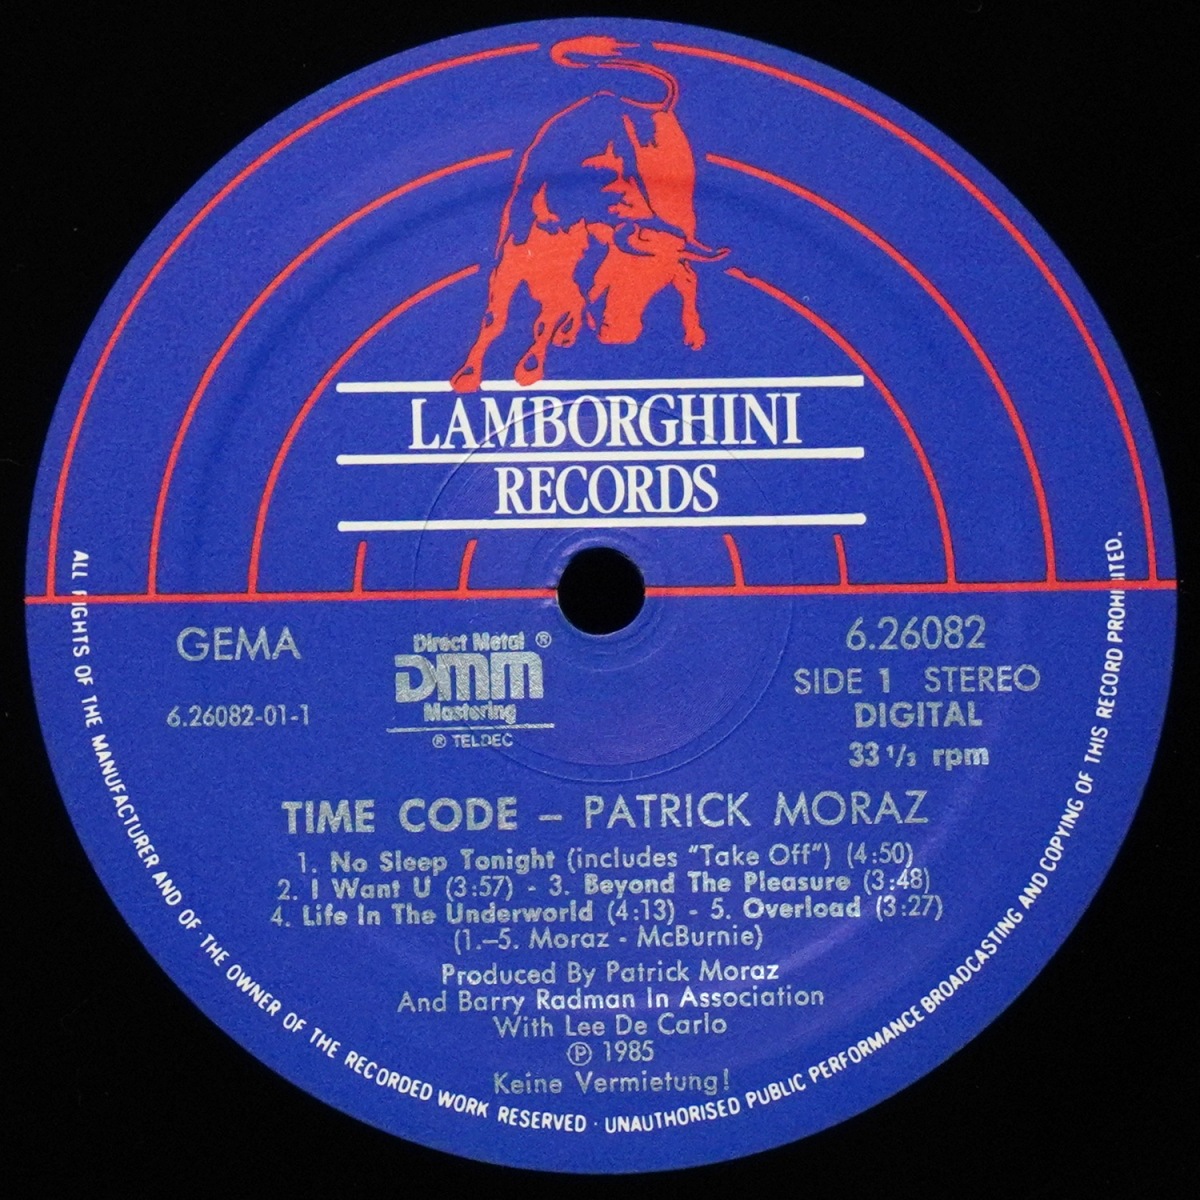 LAMBORGHINI
RECORDS
GEMA
6.26082-01-1
Direct Metal ®
DMM
Mastering
® TELDEC
6.26082
SIDE 1 STEREO
DIGITAL
33 1/3 rpm
TIME CODE – PATRICK MORAZ
1. No Sleep Tonight (includes "Take Off") (4:50)
2. I Want U (3:57) - 3. Beyond The Pleasure (3:48)
4. Life In The Underworld (4:13) - 5. Overload (3:27)
(1.–5. Moraz - McBurnie)
Produced By Patrick Moraz
And Barry Radman In Association
With Lee De Carlo
℗ 1985
Keine Vermietung!
ALL RIGHTS OF THE MANUFACTURER AND OF THE OWNER OF THE RECORDED WORK RESERVED · UNAUTHORISED PUBLIC PERFORMANCE BROADCASTING AND COPYING OF THIS RECORD PROHIBITED.